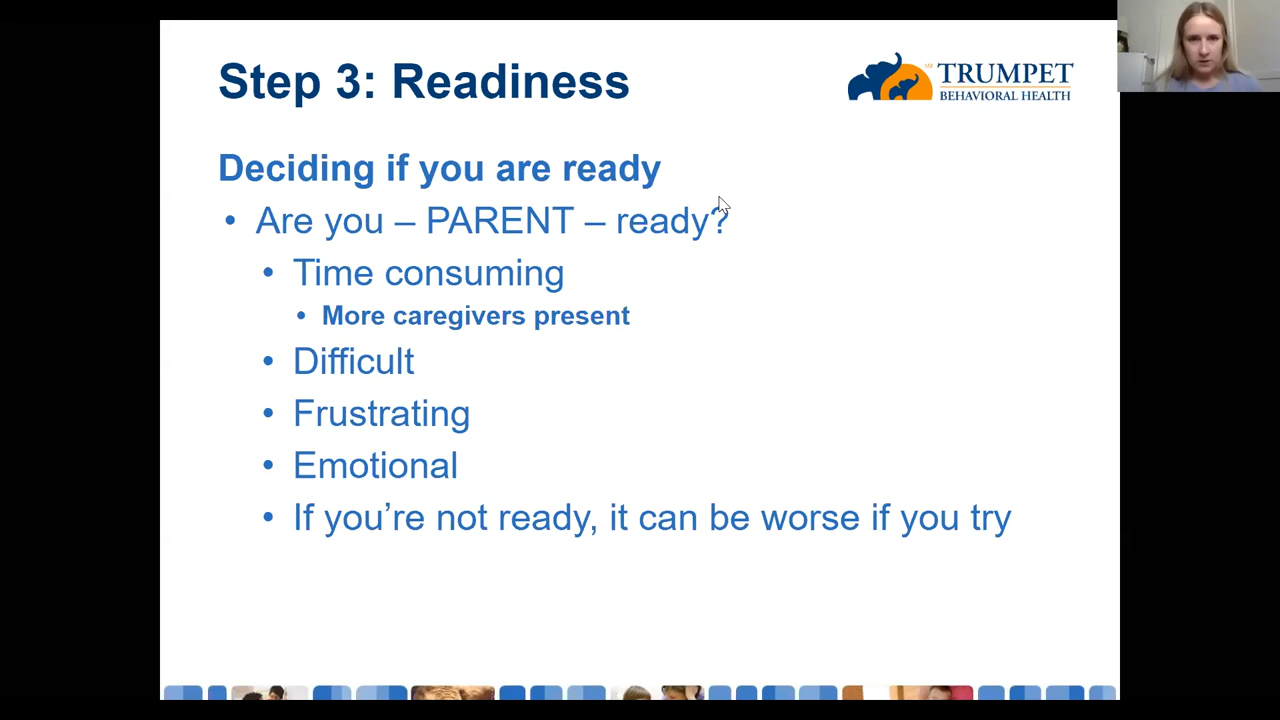 Step 3: Readiness
TRUMPET
BEHAVIORAL HEALTH
Deciding if you are ready
• Are you – PARENT – ready?
• Time consuming
• More caregivers present
• Difficult
• Frustrating
• Emotional
• If you’re not ready, it can be worse if you try